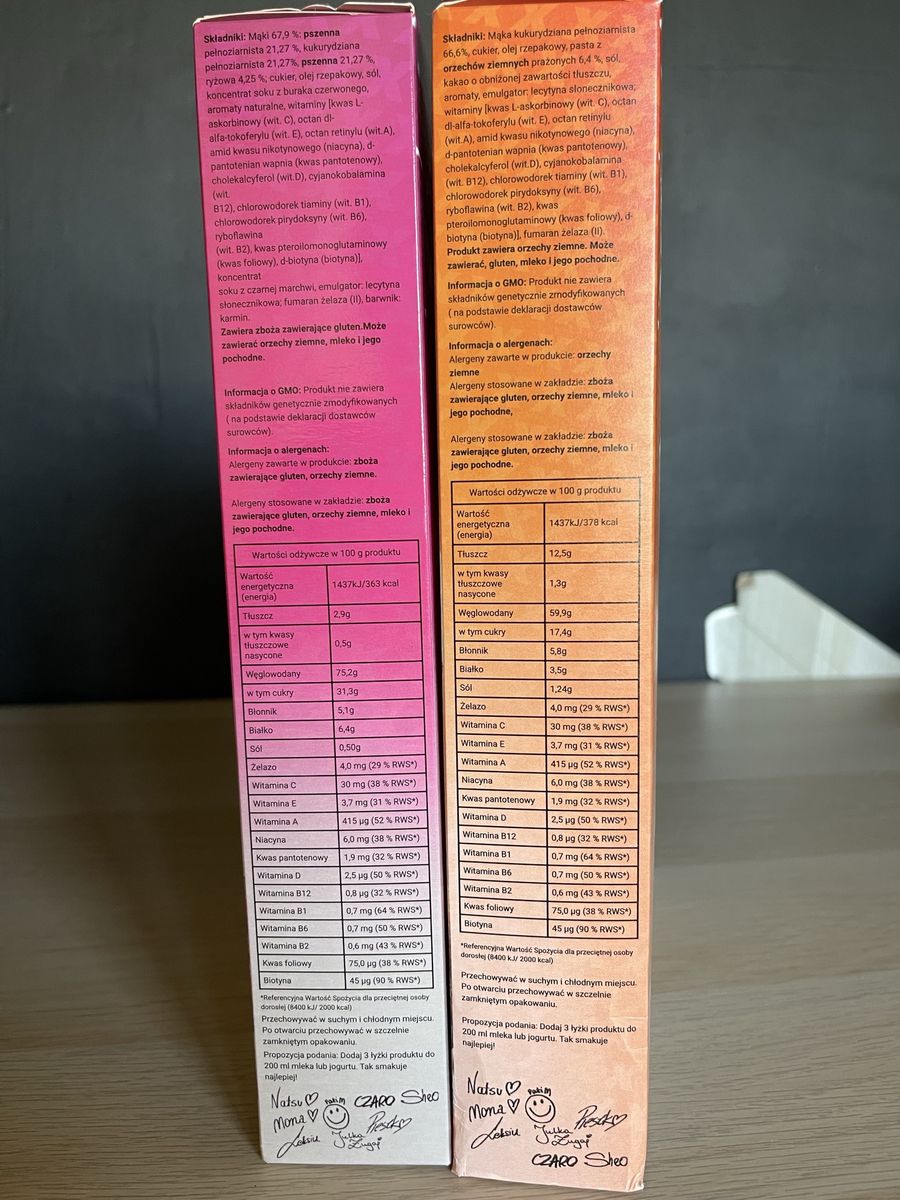 Składniki: Mąki 67,9 %: pszenna
pełnoziarnista 21,27 %, kukurydziana
pełnoziarnista 21,27%, pszenna 21,27 %,
ryżowa 4,25 %; cukier, olej rzepakowy, sól,
koncentrat soku z buraka czerwonego,
aromaty naturalne, witaminy [kwas L-
askorbinowy (wit. C), octan dl-
alfa-tokoferylu (wit. E), octan retinylu (wit.A),
amid kwasu nikotynowego (niacyna), d-
pantotenian wapnia (kwas pantotenowy),
cholekalcyferol (wit.D), cyjanokobalamina
(wit.
B12), chlorowodorek tiaminy (wit. B1),
chlorowodorek pirydoksyny (wit. B6),
ryboflawina
(wit. B2), kwas pteroilomonoglutaminowy
(kwas foliowy), d-biotyna (biotyna)],
koncentrat
soku z czarnej marchwi, emulgator: lecytyna
słonecznikowa; fumaran żelaza (II), barwnik:
karmin.
Zawiera zboża zawierające gluten.Może
zawierać orzechy ziemne, mleko i jego
pochodne.
Informacja o GMO: Produkt nie zawiera
składników genetycznie zmodyfikowanych
( na podstawie deklaracji dostawców
surowców).
Informacja o alergenach:
Alergeny zawarte w produkcie: zboża
zawierające gluten, orzechy ziemne.
Alergeny stosowane w zakładzie: zboża
zawierające gluten, orzechy ziemne, mleko i
jego pochodne.
Wartości odżywcze w 100 g produktu
Wartość
energetyczna
(energia)
1437kJ/363 kcal
Tłuszcz 2,9g
w tym kwasy
tłuszczowe
nasycone
0,5g
Węglowodany 75,2g
w tym cukry 31,3g
Błonnik 5,1g
Białko 6,4g
Sól 0,50g
Żelazo 4,0 mg (29 % RWS*)
Witamina C 30 mg (38 % RWS*)
Witamina E 3,7 mg (31 % RWS*)
Witamina A 415 µg (52 % RWS*)
Niacyna 6,0 mg (38 % RWS*)
Kwas pantotenowy 1,9 mg (32 % RWS*)
Witamina D 2,5 µg (50 % RWS*)
Witamina B12 0,8 µg (32 % RWS*)
Witamina B1 0,7 mg (64 % RWS*)
Witamina B6 0,7 mg (50 % RWS*)
Witamina B2 0,6 mg (43 % RWS*)
Kwas foliowy 75,0 µg (38 % RWS*)
Biotyna 45 µg (90 % RWS*)
*Referencyjna Wartość Spożycia dla przeciętnej osoby
dorosłej (8400 kJ/ 2000 kcal)
Przechowywać w suchym i chłodnym miejscu.
Po otwarciu przechowywać w szczelnie
zamkniętym opakowaniu.
Propozycja podania: Dodaj 3 łyżki produktu do
200 ml mleka lub jogurtu. Tak smakuje
najlepiej!
Natsu patim CZARO Sheo
Mona
Julka
Zugaj
Składniki: Mąka kukurydziana pełnoziarnista
66,6%, cukier, olej rzepakowy, pasta z
orzechów ziemnych prażonych 6,4 %, sól,
kakao o obniżonej zawartości tłuszczu,
aromaty, emulgator: lecytyna słonecznikowa;
witaminy [kwas L-askorbinowy (wit. C), octan
dl-alfa-tokoferylu (wit. E), octan retinylu
(wit.A), amid kwasu nikotynowego (niacyna),
d-pantotenian wapnia (kwas pantotenowy),
cholekalcyferol (wit.D), cyjanokobalamina
(wit. B12), chlorowodorek tiaminy (wit. B1),
chlorowodorek pirydoksyny (wit. B6),
ryboflawina (wit. B2), kwas
pteroilomonoglutaminowy (kwas foliowy), d-
biotyna (biotyna)], fumaran żelaza (II).
Produkt zawiera orzechy ziemne. Może
zawierać, gluten, mleko i jego pochodne.
Informacja o GMO: Produkt nie zawiera
składników genetycznie zmodyfikowanych
( na podstawie deklaracji dostawców
surowców).
Informacja o alergenach:
Alergeny zawarte w produkcie: orzechy
ziemne
Alergeny stosowane w zakładzie: zboża
zawierające gluten, orzechy ziemne, mleko i
jego pochodne,
Alergeny stosowane w zakładzie: zboża
zawierające gluten, orzechy ziemne, mleko i
jego pochodne.
Wartości odżywcze w 100 g produktu
Wartość
energetyczna
(energia)
1437kJ/378 kcal
Tłuszcz 12,5g
w tym kwasy
tłuszczowe
nasycone
1,3g
Węglowodany 59,9g
w tym cukry 17,4g
Błonnik 5,8g
Białko 3,5g
Sól 1,24g
Żelazo 4,0 mg (29 % RWS*)
Witamina C 30 mg (38 % RWS*)
Witamina E 3,7 mg (31 % RWS*)
Witamina A 415 µg (52 % RWS*)
Niacyna 6,0 mg (38 % RWS*)
Kwas pantotenowy 1,9 mg (32 % RWS*)
Witamina D 2,5 µg (50 % RWS*)
Witamina B12 0,8 µg (32 % RWS*)
Witamina B1 0,7 mg (64 % RWS*)
Witamina B6 0,7 mg (50 % RWS*)
Witamina B2 0,6 mg (43 % RWS*)
Kwas foliowy 75,0 µg (38 % RWS*)
Biotyna 45 µg (90 % RWS*)
*Referencyjna Wartość Spożycia dla przeciętnej osoby
dorosłej (8400 kJ/ 2000 kcal)
Przechowywać w suchym i chłodnym miejscu.
Po otwarciu przechowywać w szczelnie
zamkniętym opakowaniu.
Propozycja podania: Dodaj 3 łyżki produktu do
200 ml mleka lub jogurtu. Tak smakuje
najlepiej!
Natsu patim
Mona
Julka
Zugaj
CZARO Sheo